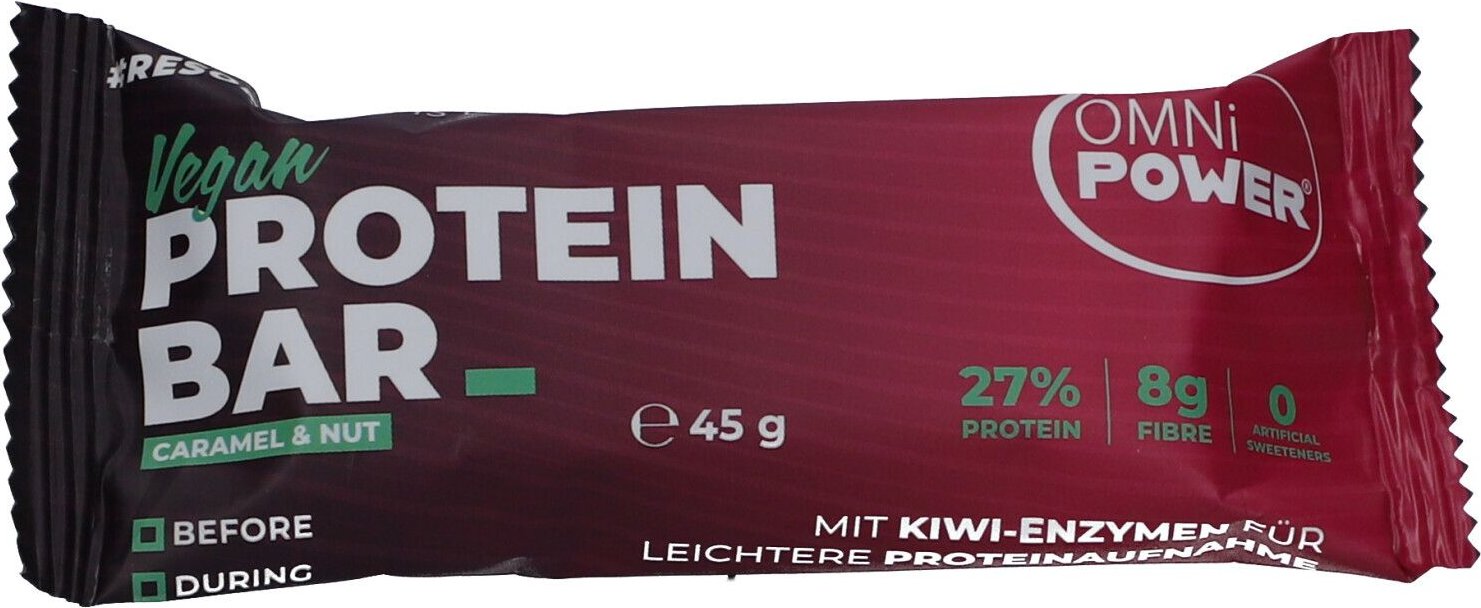 Vegan
PROTEIN
BAR
CARAMEL & NUT
BEFORE
DURING
℮ 45 g
OMNi
POWER®
27%
PROTEIN
8g
FIBRE
0
ARTIFICIAL
SWEETENERS
MIT KIWI-ENZYMEN FÜR
LEICHTERE PROTEINAUFNAHME